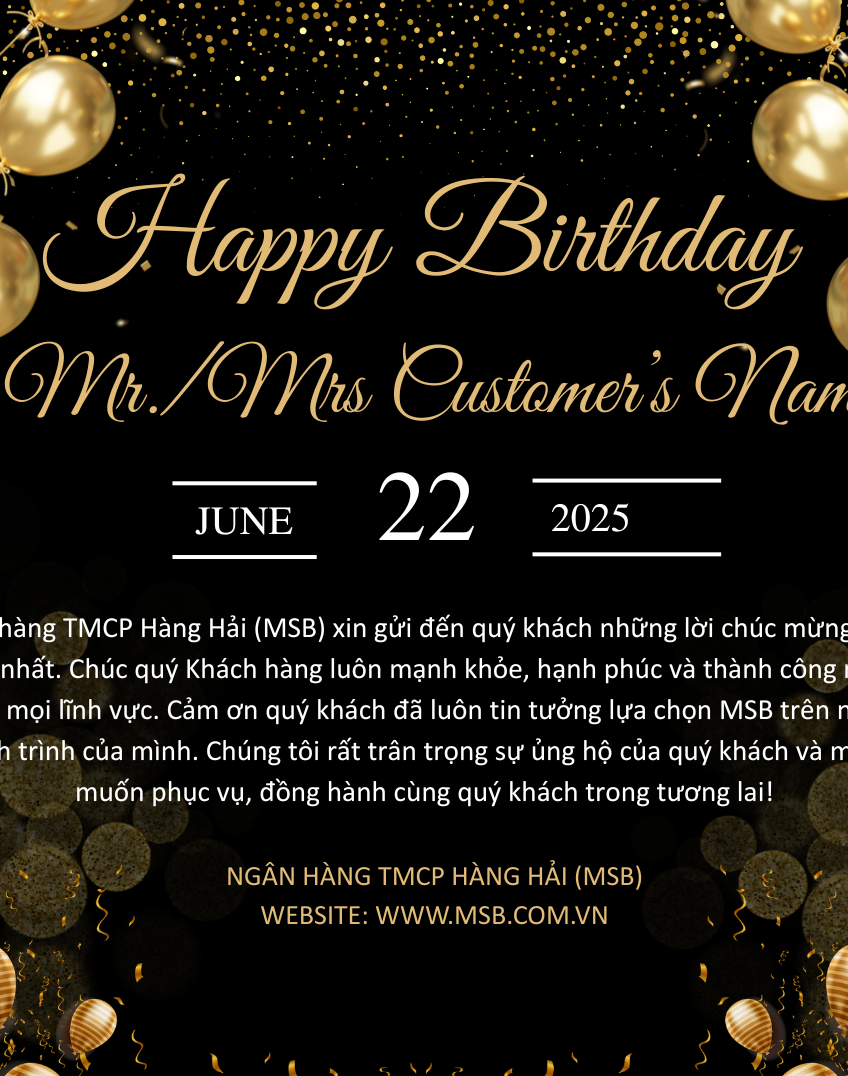 Happy Birthday
Mr./Mrs Customer's Nam
JUNE 22 2025
hàng TMCP Hàng Hải (MSB) xin gửi đến quý khách những lời chúc mừng
nhất. Chúc quý Khách hàng luôn mạnh khỏe, hạnh phúc và thành công
mọi lĩnh vực. Cảm ơn quý khách đã luôn tin tưởng lựa chọn MSB trên
trình của mình. Chúng tôi rất trân trọng sự ủng hộ của quý khách và
muốn phục vụ, đồng hành cùng quý khách trong tương lai!
NGÂN HÀNG TMCP HÀNG HẢI (MSB)
WEBSITE: WWW.MSB.COM.VN